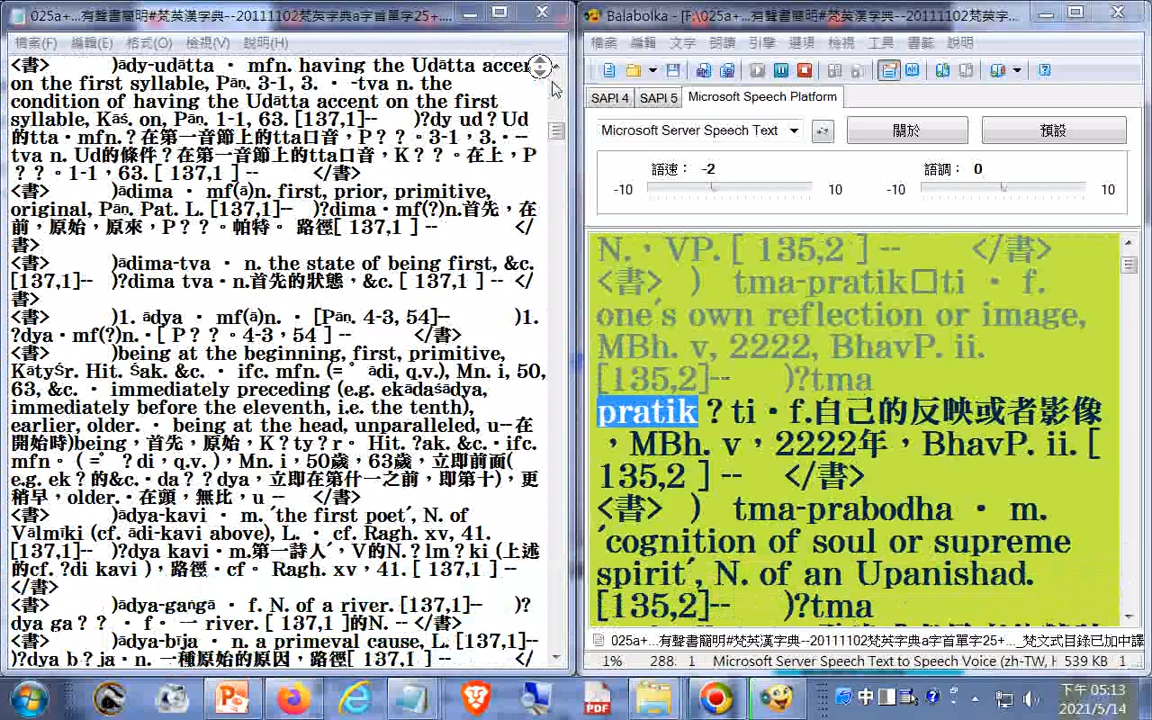 025a+...有聲書簡明#梵英漢字典--20111102梵英字典a字首單字25+...
檔案(F) 編輯(E) 格式(O) 檢視(V) 說明(H)
<書> )ādy-udātta · mfn. having the Udātta accent
on the first syllable, Pāṇ. 3-1, 3. · -tva n. the
condition of having the Udātta accent on the first
syllable, Kāś. on, Pāṇ. 1-1, 63. [137,1]-- )?dy ud？Ud
的tta·mfn.？在第一音節上的tta口音，P？？。3-1，3.·--
tva n. Ud的條件？在第一音節上的tta口音，K？？。在上，P
？？。1-1，63. [ 137,1 ] -- </書>
<書> )ādima · mf(ā)n. first, prior, primitive,
original, Pāṇ. Pat. L. [137,1]-- )?dima·mf(?)n.首先，在
前，原始，原來，P？？。帕特。 路徑[ 137,1 ] -- </
書>
<書> )ādima-tva · n. the state of being first, &c.
[137,1]-- )?dima tva·n.首先的狀態，&c. [ 137,1 ] -- </
書>
<書> )1. ādya · mf(ā)n. · [Pāṇ. 4-3, 54]-- )1.
?dya·mf(?)n.·[ P？？。4-3，54 ] -- </書>
<書> )being at the beginning, first, primitive,
KātyŚr. Hit. Śak. &c. · ifc. mfn. (= ° ādi, q.v.), Mn. i, 50,
63, &c. · immediately preceding (e.g. ekādaśādya,
immediately before the eleventh, i.e. the tenth),
earlier, older. · being at the head, unparalleled, u--在
開始時)being，首先，原始，K？ty？r。 Hit. ?ak. &c.·ifc.
mfn。 (=° ?di，q.v.)，Mn. i，50歲，63歲，立即前面(
e.g. ek？的&c.·da？？dya，立即在第什一之前，即第十)，更
稍早，older.·在頭，無比，u -- </書>
<書> )ādya-kavi · m. 'the first poet', N. of
Vālmīki (cf. ādi-kavi above), L. · cf. Ragh. xv, 41.
[137,1]-- )?dya kavi·m.第一詩人´，V的N.？lm？ki (上述
的cf. ?di kavi )，路徑·cf。 Ragh. xv，41. [ 137,1 ] --
</書>
<書> )ādya-gaṅgā · f. N. of a river. [137,1]-- )?
dya ga？？·f·一 river. [ 137,1 ]的N.-- </書>
<書> )ādya-bīja · n. a primeval cause, L. [137,1]--
)?dya b？ja·n. 一種原始的原因，路徑[ 137,1 ] -- </
Balabolka - [F:\025a+...有聲書簡明#梵英漢字典--20111102梵英字...
檔案 編輯 文字 朗讀 引擎 選項 檢視 工具 書籤 說明
SAPI 4 SAPI 5 Microsoft Speech Platform
Microsoft Server Speech Text 關於 預設
語速： -2 語調： 0
-10 10 -10 10
N.，VP. [ 135,2 ] -- </書>
<書> ) tma-pratik□ti · f.
one´s own reflection or image,
MBh. v, 2222, BhavP. ii.
[135,2]-- )?tma
pratik？ti·f.自己的反映或者影像
，MBh. v，2222年，BhavP. ii. [
135,2 ] -- </書>
<書> ) tma-prabodha · m.
´cognition of soul or supreme
spirit´, N. of an Upanishad.
[135,2]-- )?tma
025a+...有聲書簡明#梵英漢字典--20111102梵英字典a字首單字25+..._梵文式目錄已加中譯
1% 288. 1 Microsoft Server Speech Text to Speech Voice (zh-TW, H 539 KB 1
中
下午 05:13
2021/5/14